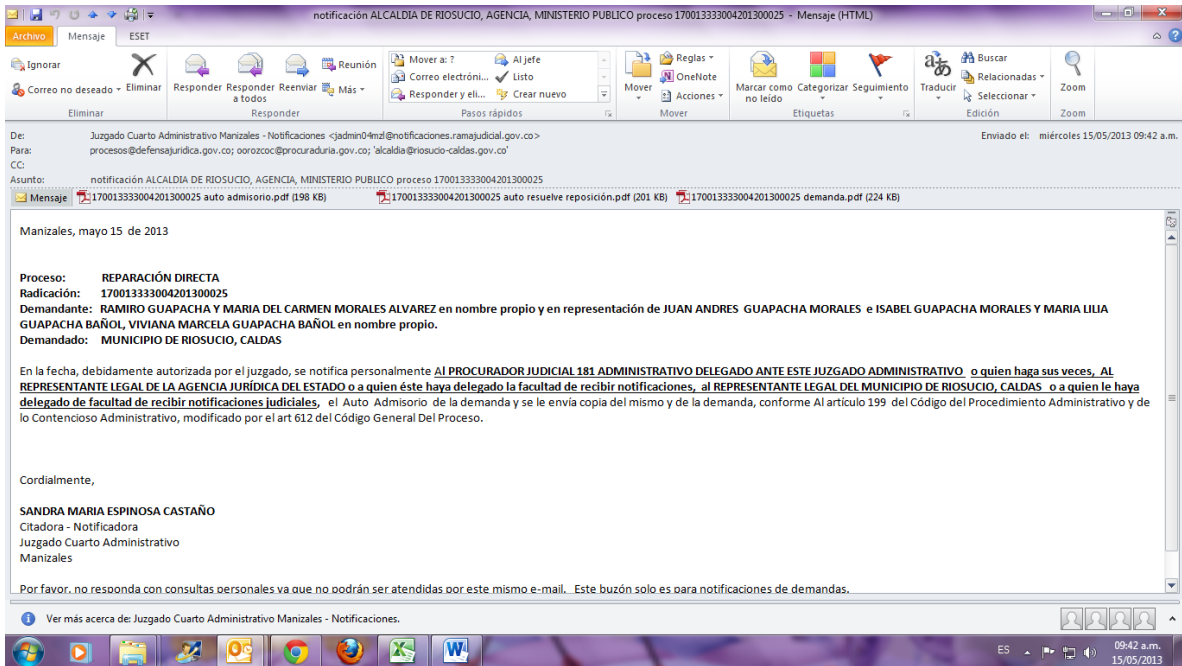 notificación ALCALDIA DE RIOSUCIO, AGENCIA, MINISTERIO PUBLICO proceso 17001333300420130​0025 - Mensaje (HTML)
Archivo Mensaje ESET
Ignorar
Correo no deseado
Eliminar
Responder
Responder a todos
Reenviar
Reunión
Más
Mover a: ?
Correo electróni...
Responder y eli...
Al jefe
Listo
Crear nuevo
Mover
Reglas
OneNote
Acciones
Marcar como no leído
Categorizar
Seguimiento
Traducir
Buscar
Relacionadas
Seleccionar
Zoom
Eliminar Responder Pasos rápidos Mover Etiquetas Edición Zoom
De: Juzgado Cuarto Administrativo Manizales - Notificaciones <jadmin04mzl@notificaciones.ramajudicial.gov.co> Enviado el: miércoles 15/05/2013 09:42 a.m.
Para: procesos@defensajuridica.gov.co; oorozcoc@procuraduria.gov.co; 'alcaldia@riosucio-caldas.gov.co'
CC:
Asunto: notificación ALCALDIA DE RIOSUCIO, AGENCIA, MINISTERIO PUBLICO proceso 170013333004201300025
Mensaje 170013333004201300025 auto admisorio.pdf (198 KB) 170013333004201300025 auto resuelve reposición.pdf (201 KB) 170013333004201300025 demanda.pdf (224 KB)
Manizales, mayo 15 de 2013
Proceso: REPARACIÓN DIRECTA
Radicación: 170013333004201300025
Demandante: RAMIRO GUAPACHA Y MARIA DEL CARMEN MORALES ALVAREZ en nombre propio y en representación de JUAN ANDRES GUAPACHA MORALES e ISABEL GUAPACHA MORALES Y MARIA LILIA
GUAPACHA BAÑOL, VIVIANA MARCELA GUAPACHA BAÑOL en nombre propio.
Demandado: MUNICIPIO DE RIOSUCIO, CALDAS
En la fecha, debidamente autorizada por el juzgado, se notifica personalmente Al PROCURADOR JUDICIAL 181 ADMINISTRATIVO DELEGADO ANTE ESTE JUZGADO ADMINISTRATIVO o quien haga sus veces, AL
REPRESENTANTE LEGAL DE LA AGENCIA JURÍDICA DEL ESTADO o a quien éste haya delegado la facultad de recibir notificaciones, al REPRESENTANTE LEGAL DEL MUNICIPIO DE RIOSUCIO, CALDAS o a quien le haya
delegado de facultad de recibir notificaciones judiciales, el Auto Admisorio de la demanda y se le envía copia del mismo y de la demanda, conforme Al artículo 199 del Código del Procedimiento Administrativo y de
lo Contencioso Administrativo, modificado por el art 612 del Código General Del Proceso.
Cordialmente,
SANDRA MARIA ESPINOSA CASTAÑO
Citadora - Notificadora
Juzgado Cuarto Administrativo
Manizales
Por favor, no responda con consultas personales ya que no podrán ser atendidas por este mismo e-mail. Este buzón solo es para notificaciones de demandas.
Ver más acerca de: Juzgado Cuarto Administrativo Manizales - Notificaciones.
ES 09:42 a.m.
15/05/2013